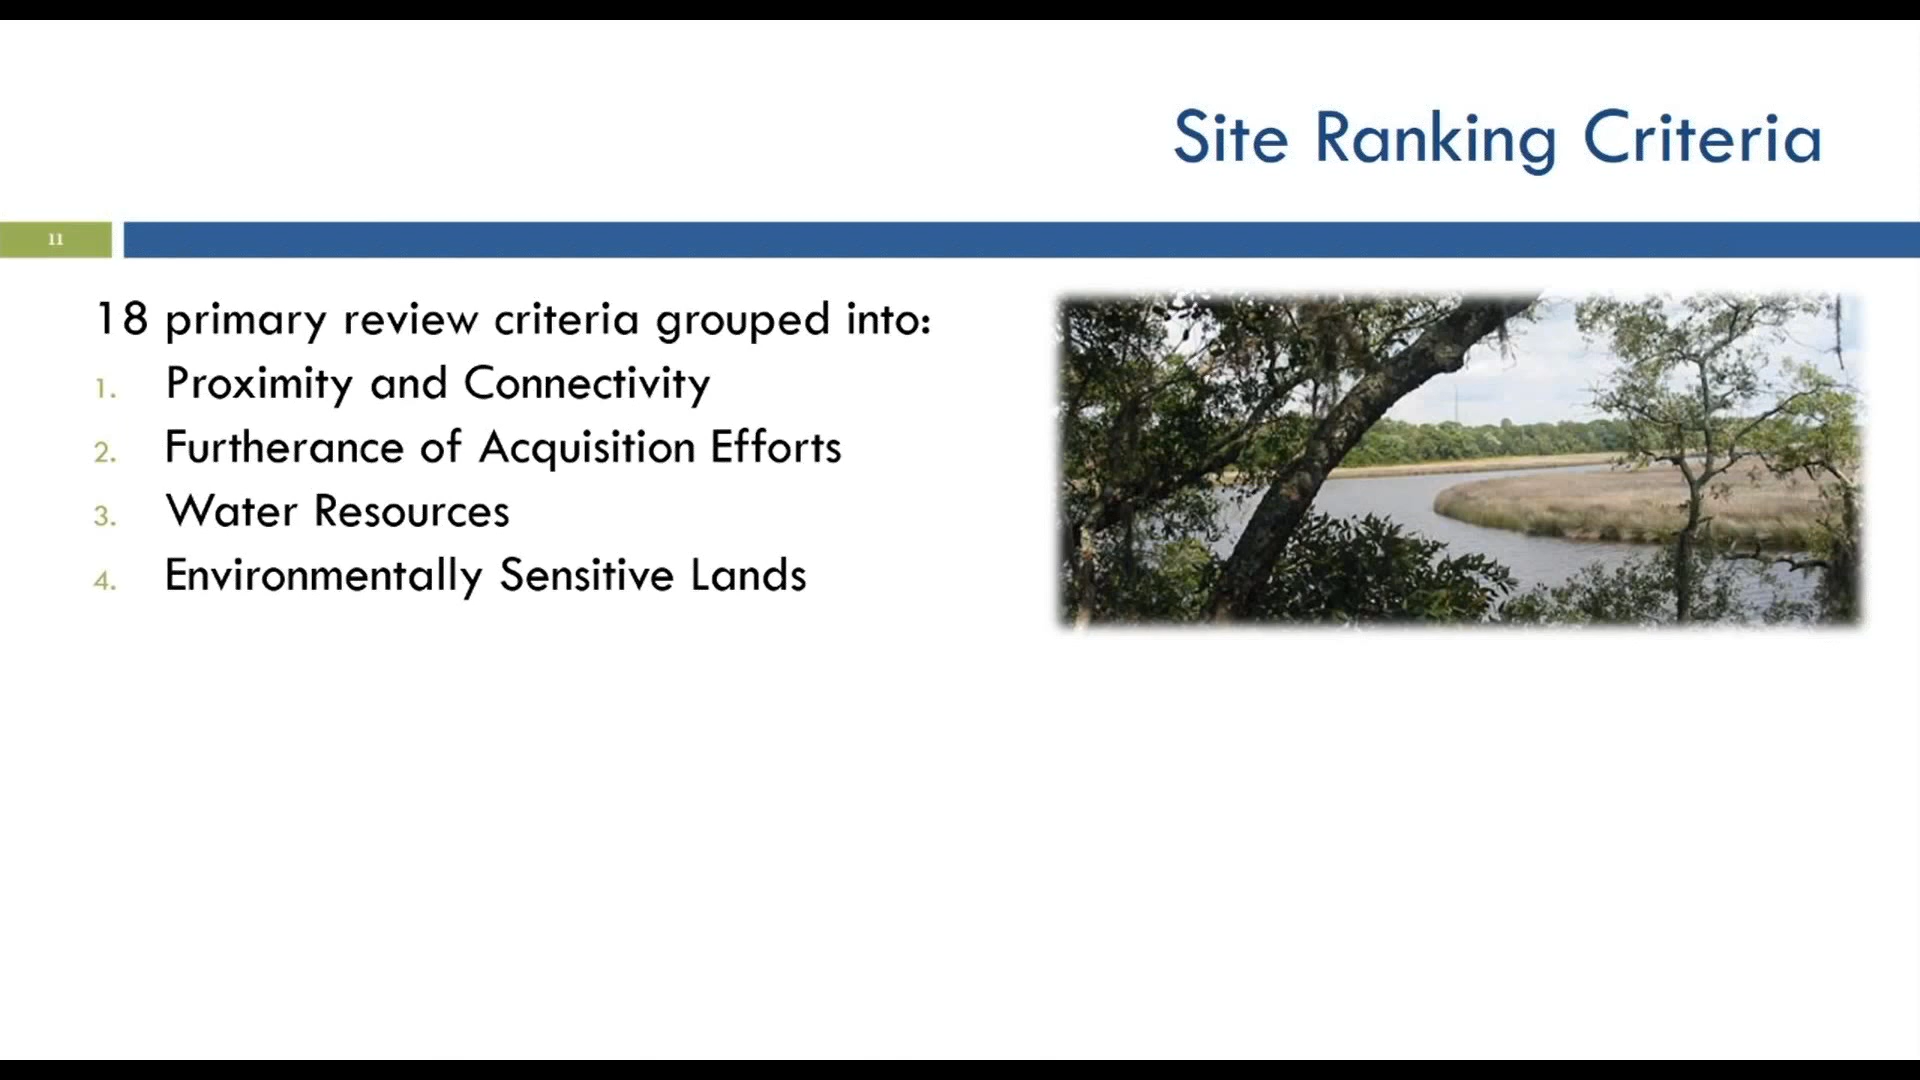 Site Ranking Criteria
11
18 primary review criteria grouped into:
1. Proximity and Connectivity
2. Furtherance of Acquisition Efforts
3. Water Resources
4. Environmentally Sensitive Lands